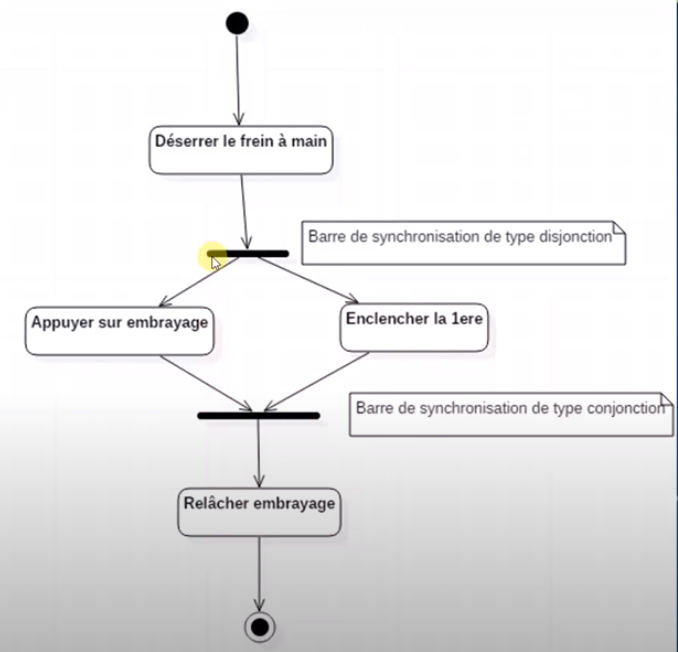 Déserrer le frein à main
Barre de synchronisation de type disjonction
Appuyer sur embrayage
Enclencher la 1ere
Barre de synchronisation de type conjonction
Relâcher embrayage